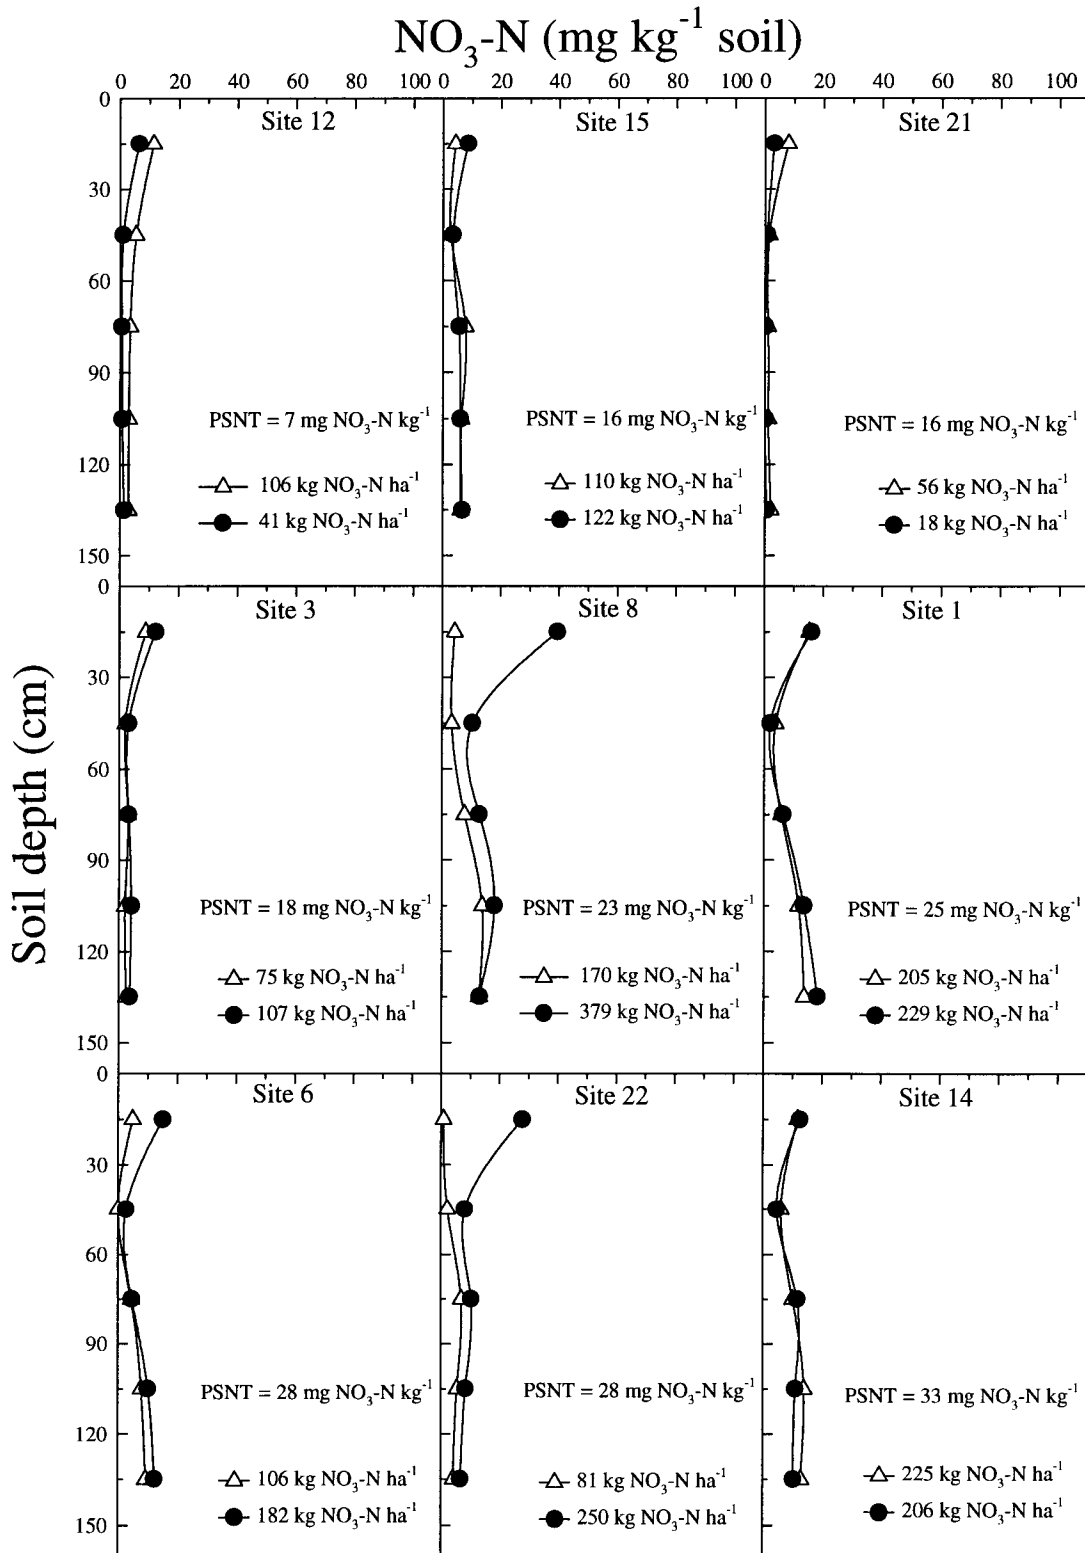 NO₃-N (mg kg⁻¹ soil)
0 20 40 60 80 100 0 20 40 60 80 100 0 20 40 60 80 100
Soil depth (cm)
0
30
60
90
120
150
Site 12
PSNT = 7 mg NO₃-N kg⁻¹
106 kg NO₃-N ha⁻¹
41 kg NO₃-N ha⁻¹
Site 15
PSNT = 16 mg NO₃-N kg⁻¹
110 kg NO₃-N ha⁻¹
122 kg NO₃-N ha⁻¹
Site 21
PSNT = 16 mg NO₃-N kg⁻¹
56 kg NO₃-N ha⁻¹
18 kg NO₃-N ha⁻¹
0
30
60
90
120
150
Site 3
PSNT = 18 mg NO₃-N kg⁻¹
75 kg NO₃-N ha⁻¹
107 kg NO₃-N ha⁻¹
Site 8
PSNT = 23 mg NO₃-N kg⁻¹
170 kg NO₃-N ha⁻¹
379 kg NO₃-N ha⁻¹
Site 1
PSNT = 25 mg NO₃-N kg⁻¹
205 kg NO₃-N ha⁻¹
229 kg NO₃-N ha⁻¹
0
30
60
90
120
150
Site 6
PSNT = 28 mg NO₃-N kg⁻¹
106 kg NO₃-N ha⁻¹
182 kg NO₃-N ha⁻¹
Site 22
PSNT = 28 mg NO₃-N kg⁻¹
81 kg NO₃-N ha⁻¹
250 kg NO₃-N ha⁻¹
Site 14
PSNT = 33 mg NO₃-N kg⁻¹
225 kg NO₃-N ha⁻¹
206 kg NO₃-N ha⁻¹